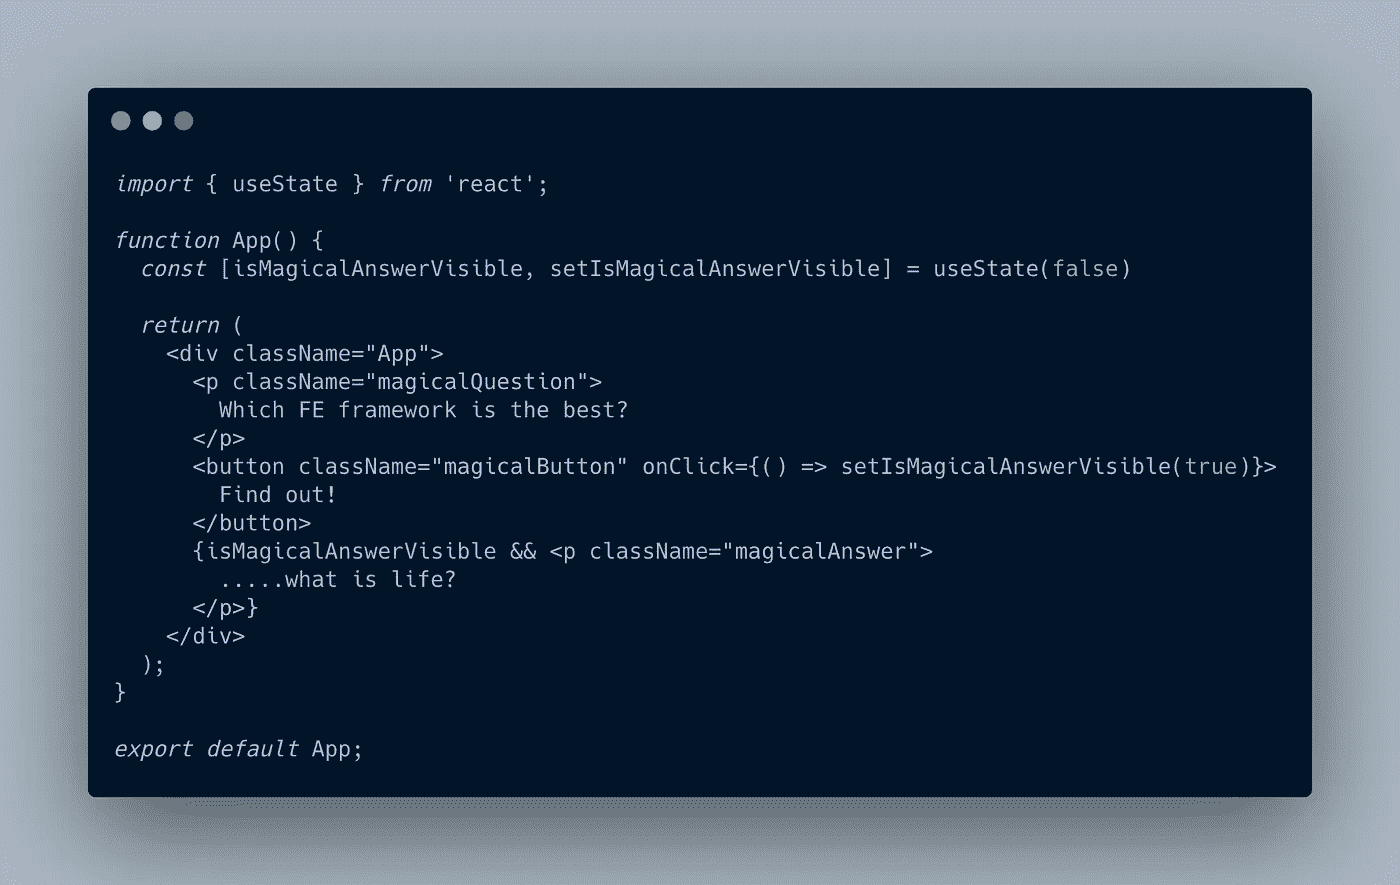 import { useState } from 'react';
function App() {
  const [isMagicalAnswerVisible, setIsMagicalAnswerVisible] = useState(false)
  return (
    <div className="App">
      <p className="magicalQuestion">
        Which FE framework is the best?
      </p>
      <button className="magicalButton" onClick={() => setIsMagicalAnswerVisible(true)}>
        Find out!
      </button>
      {isMagicalAnswerVisible && <p className="magicalAnswer">
        .....what is life?
      </p>}
    </div>
  );
}
export default App;